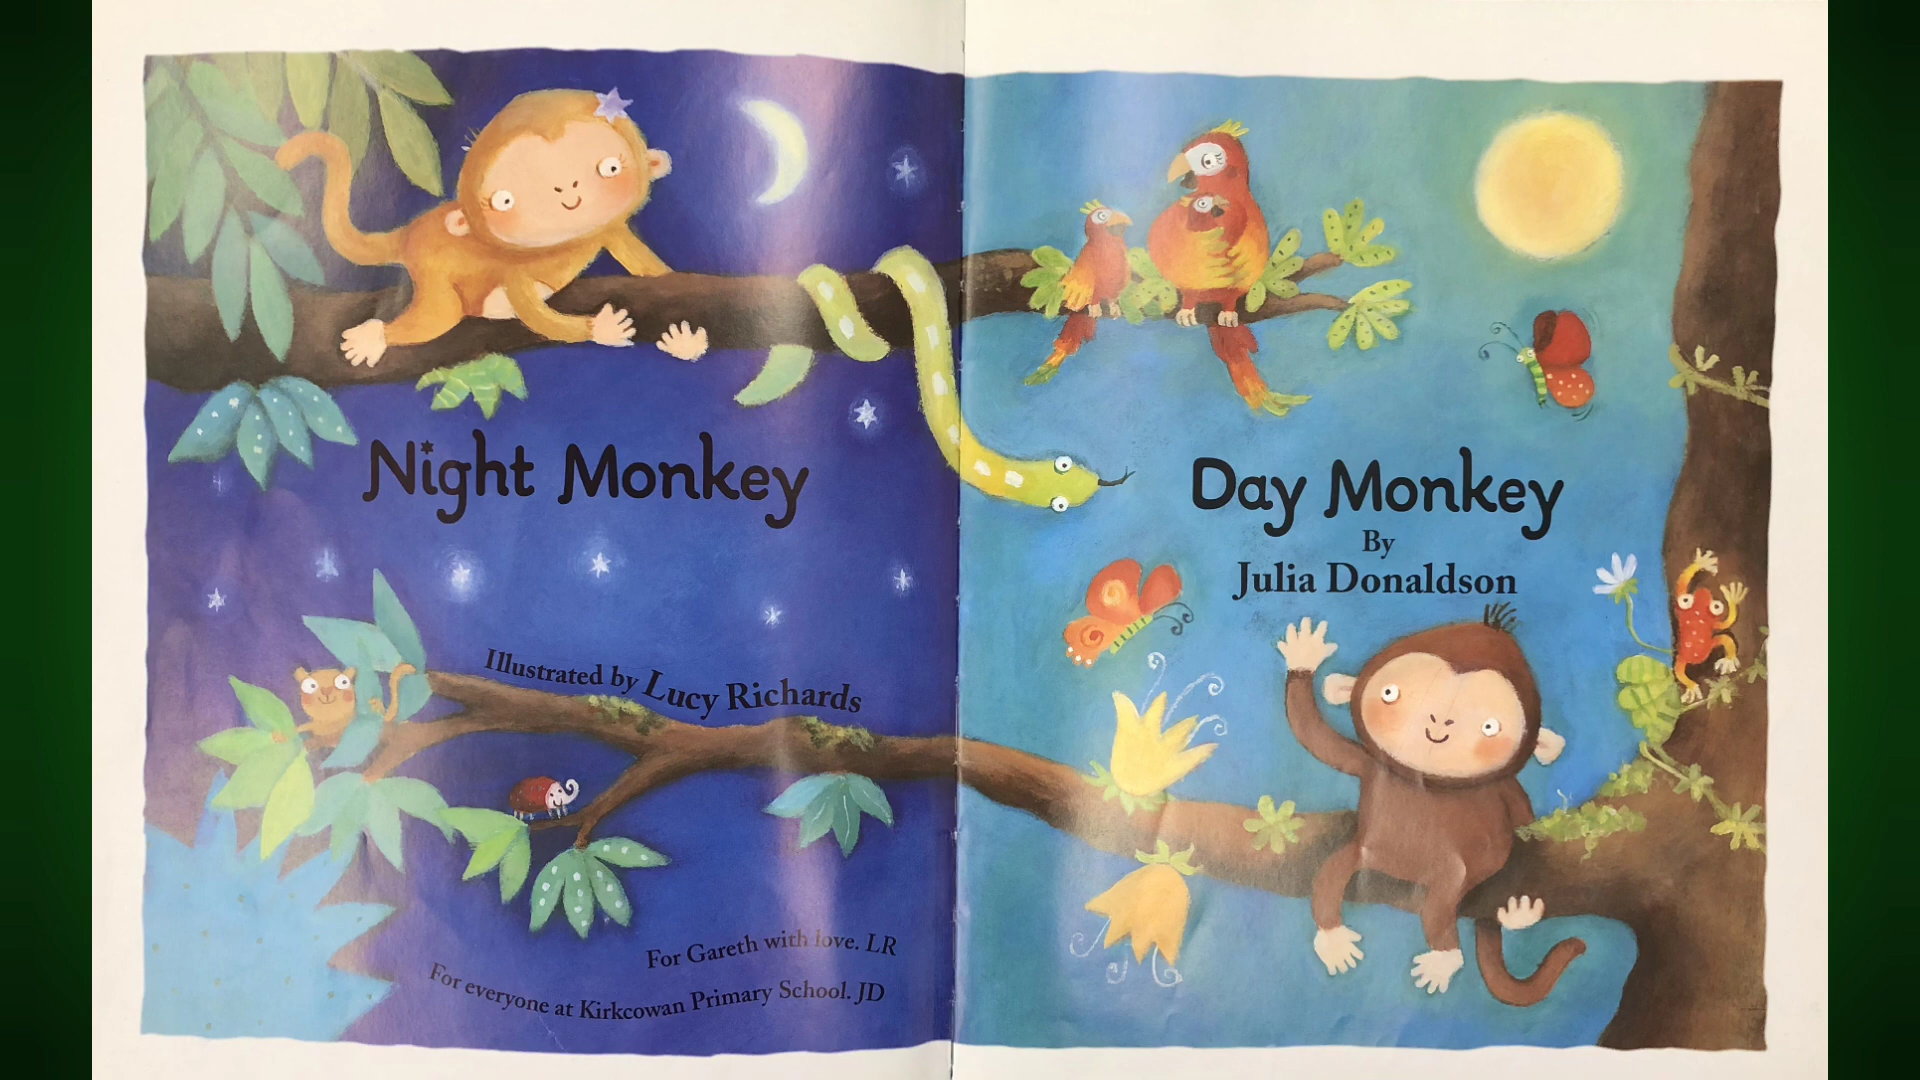 Night Monkey
Illustrated by Lucy Richards
For Gareth with love. LR
For everyone at Kirkcowan Primary School. JD
Day Monkey
By
Julia Donaldson